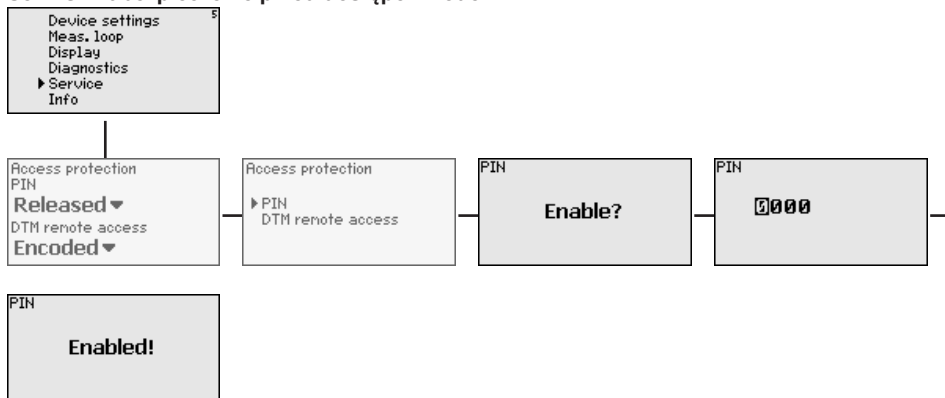 Device settings 5
Meas. loop
Display
Diagnostics
▶Service
Info
Access protection
PIN
Released▼
DTM remote access
Encoded▼
Access protection
▶PIN
DTM remote access
PIN
Enable?
PIN
5000
PIN
Enabled!